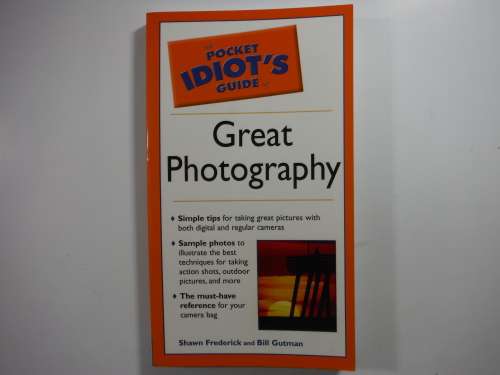 THE
POCKET
IDIOT'S
GUIDE TO
Great
Photography
♦ Simple tips for taking great pictures with
both digital and regular cameras
♦ Sample photos to
illustrate the best
techniques for taking
action shots, outdoor
pictures, and more
♦ The must-have
reference for your
camera bag
Shawn Frederick and Bill Gutman